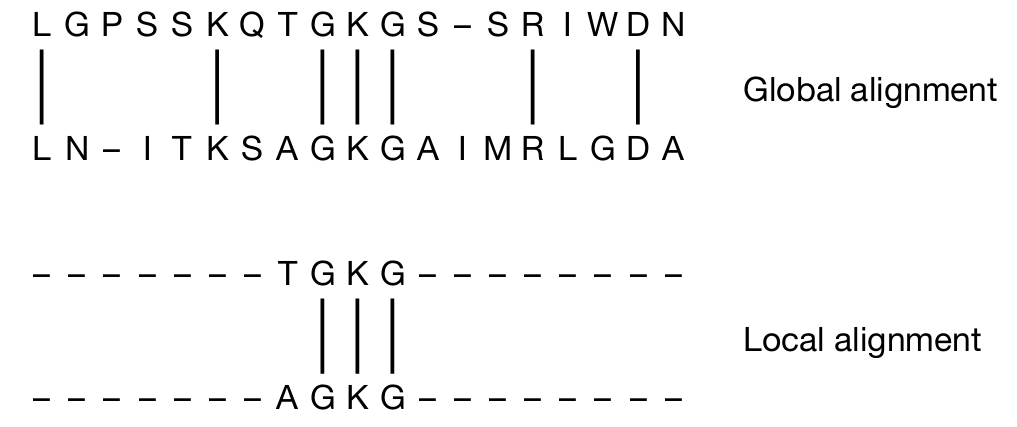 L G P S S K Q T G K G S – S R I W D N
Global alignment
L N – I T K S A G K G A I M R L G D A
– – – – – – – T G K G – – – – – – – –
Local alignment
– – – – – – – A G K G – – – – – – – –